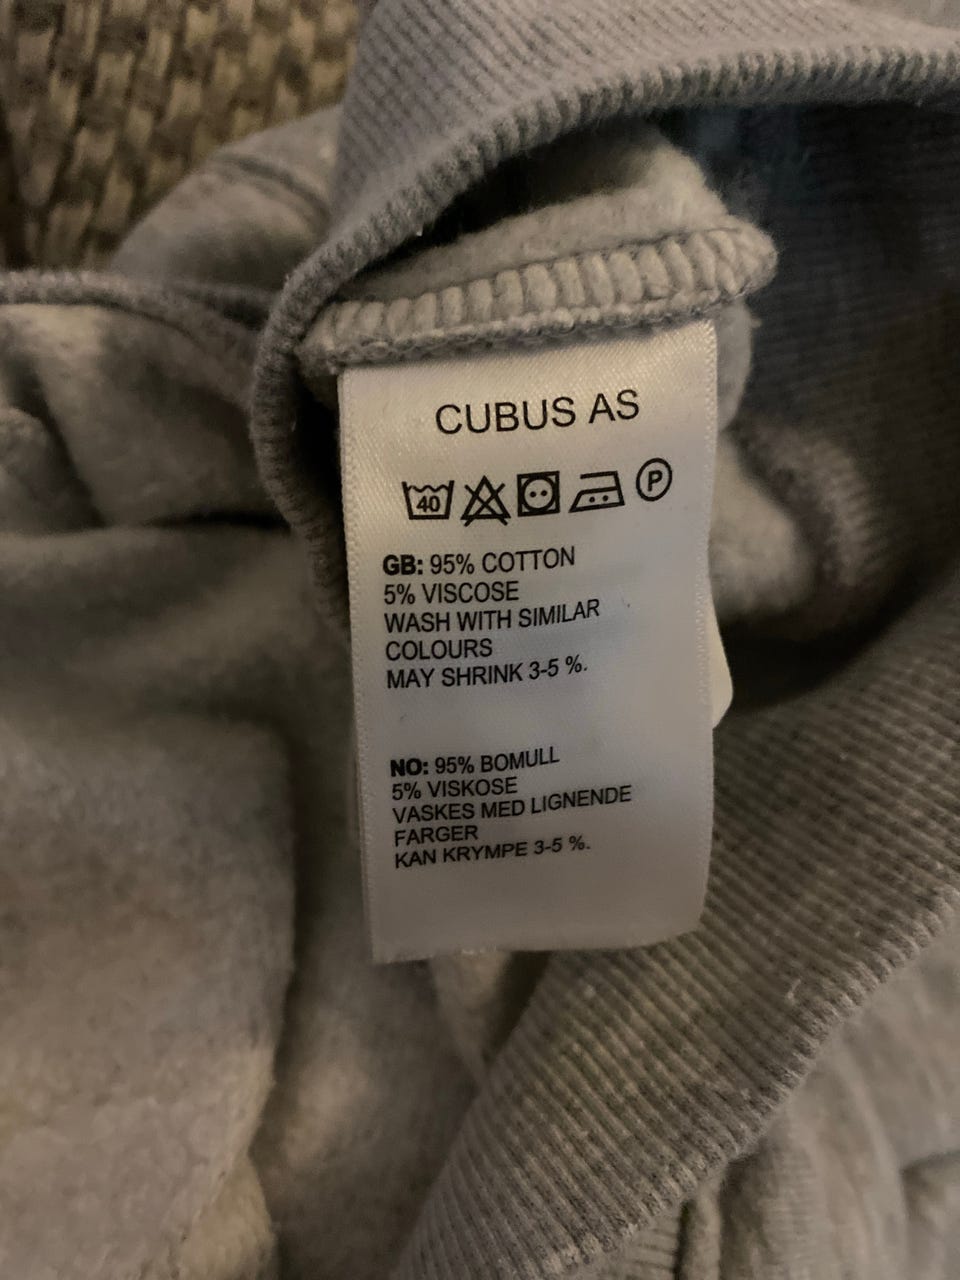 CUBUS AS
40 P
GB: 95% COTTON
5% VISCOSE
WASH WITH SIMILAR
COLOURS
MAY SHRINK 3-5 %.
NO: 95% BOMULL
5% VISKOSE
VASKES MED LIGNENDE
FARGER
KAN KRYMPE 3-5 %.